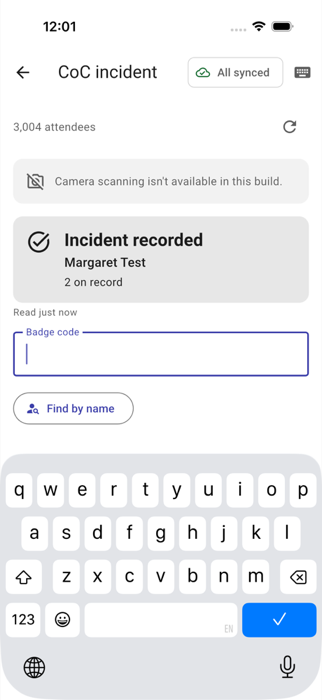 12:01
CoC incident
All synced
3,004 attendees
Camera scanning isn't available in this build.
Incident recorded
Margaret Test
2 on record
Read just now
Badge code
Find by name
q w e r t y u i o p
a s d f g h j k l
z x c v b n m
123
EN